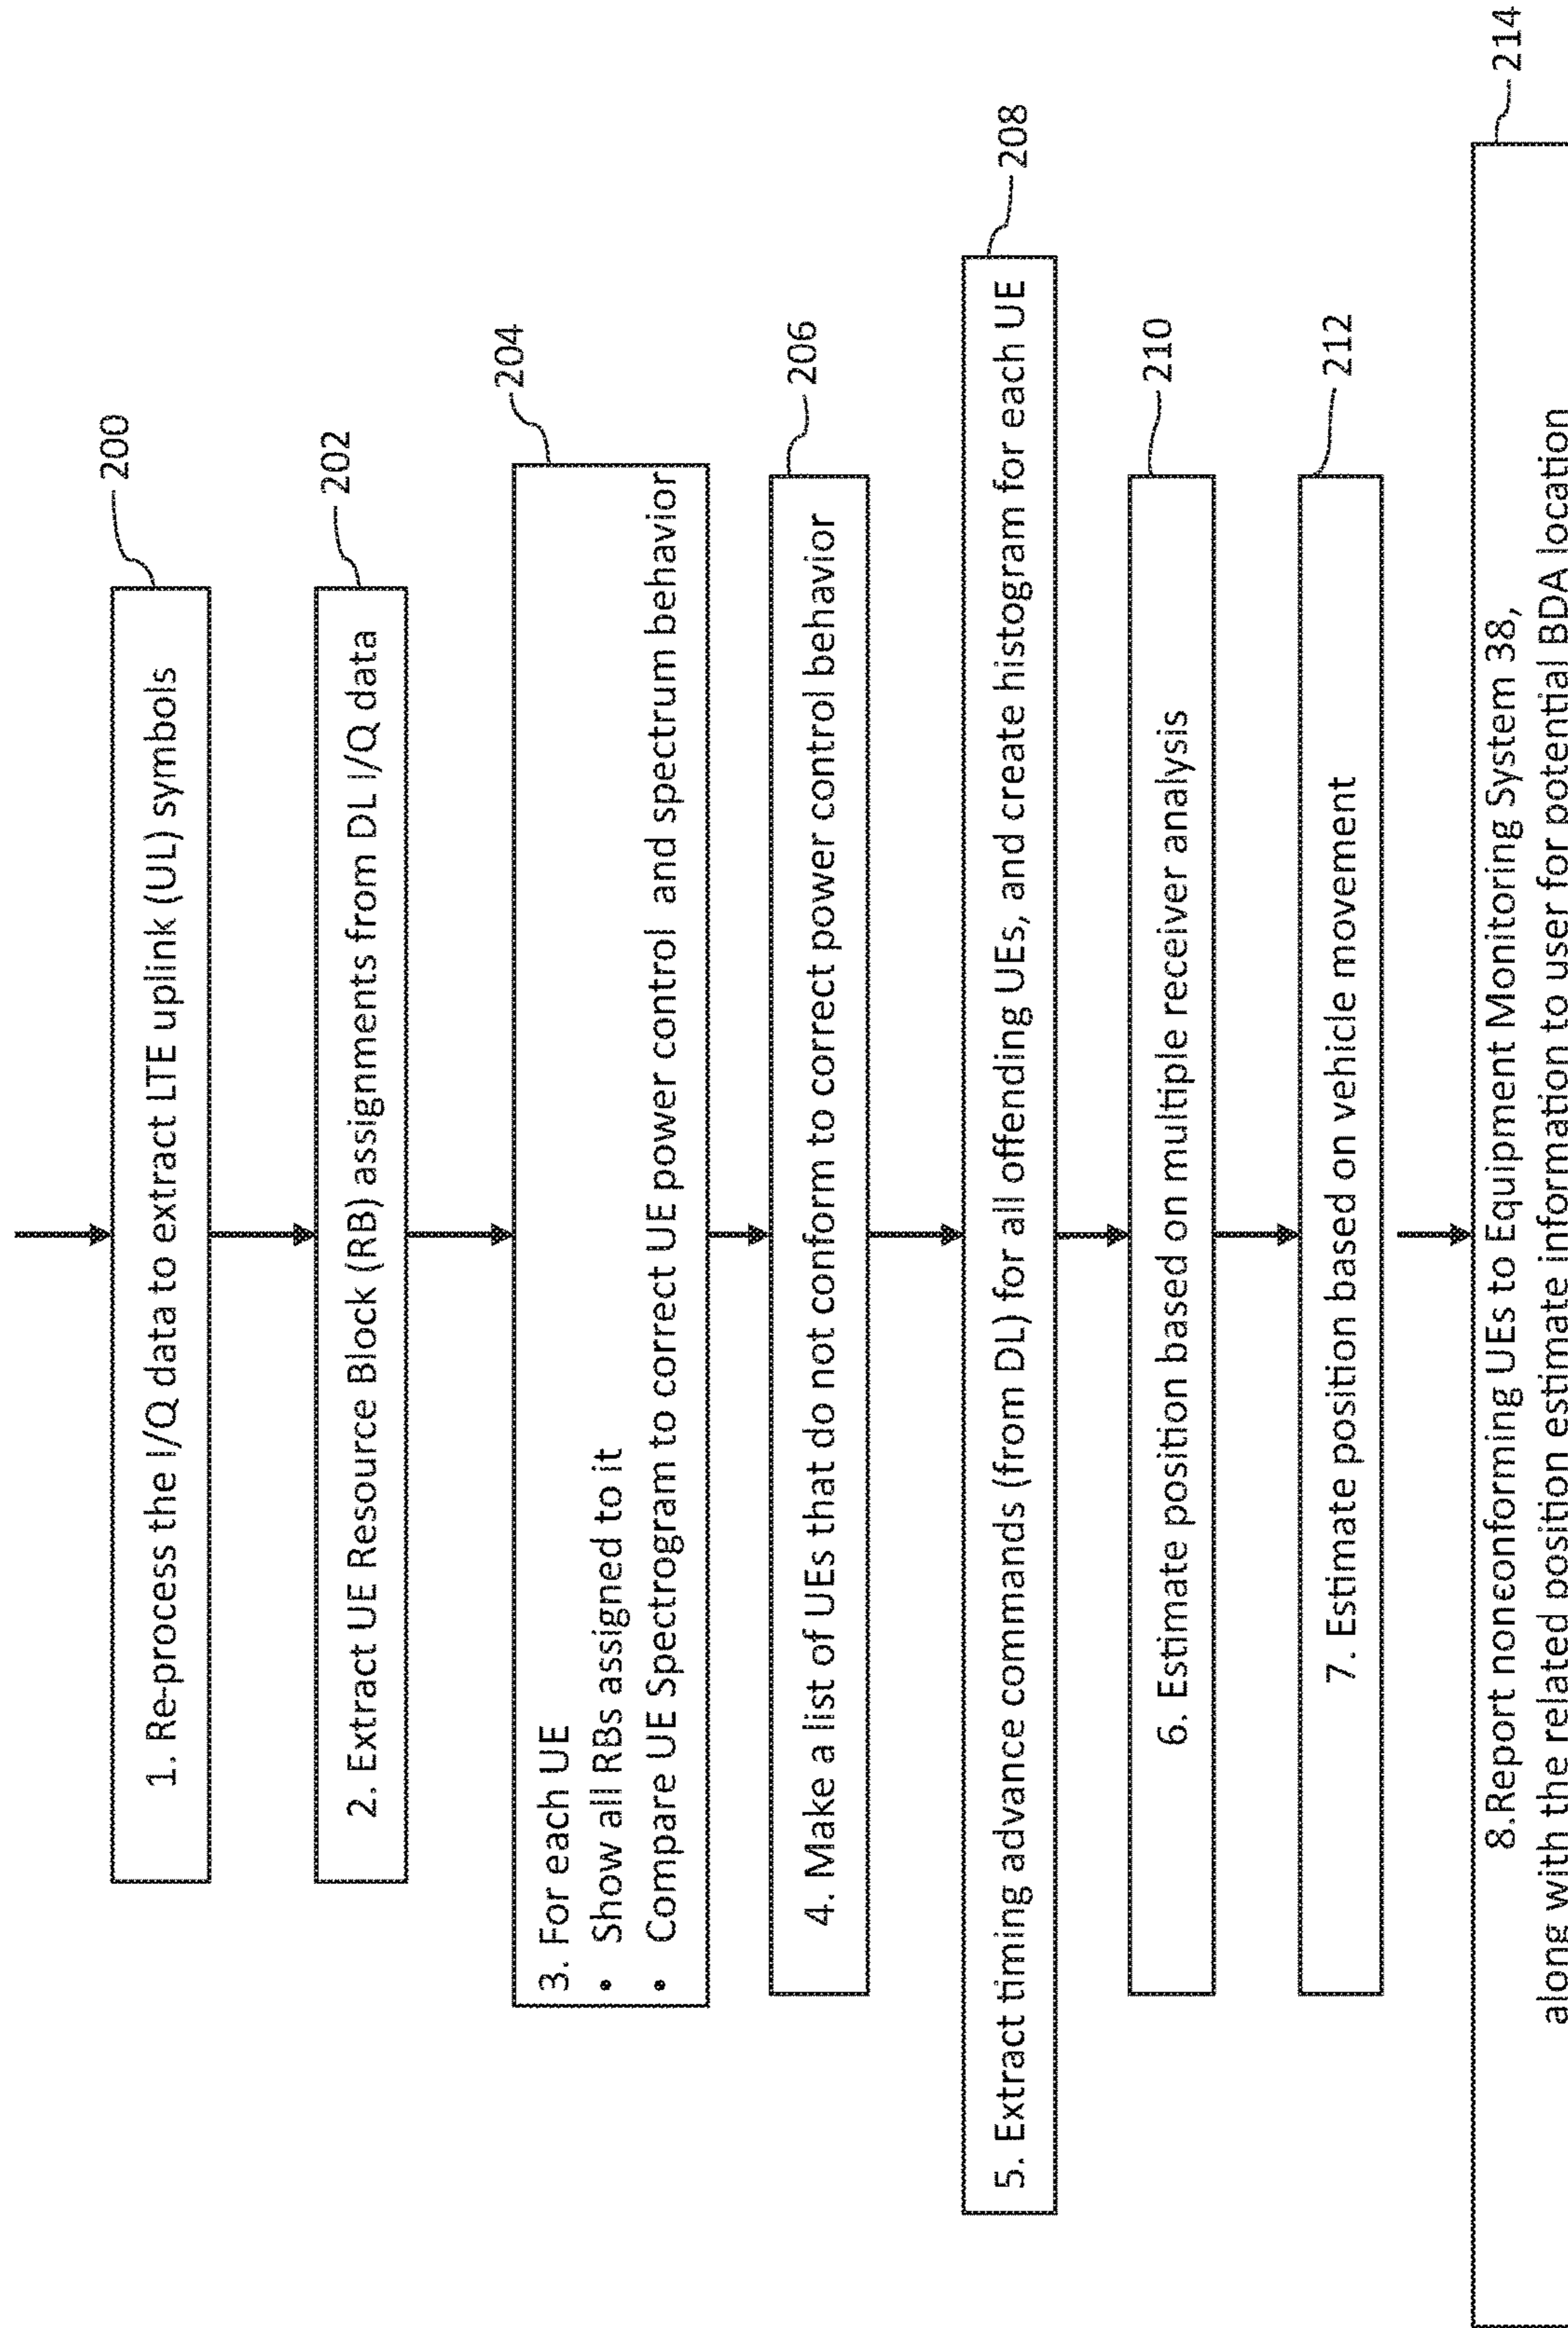 200
1. Re-process the I/Q data to extract LTE uplink (UL) symbols
202
2. Extract UE Resource Block (RB) assignments from DL I/Q data
204
3. For each UE
• Show all RBs assigned to it
• Compare UE Spectrogram to correct UE power control and spectrum behavior
206
4. Make a list of UEs that do not conform to correct power control behavior
208
5. Extract timing advance commands (from DL) for all offending UEs, and create histogram for each UE
210
6. Estimate position based on multiple receiver analysis
212
7. Estimate position based on vehicle movement
214
8.Report nonconforming UEs to Equipment Monitoring System 38,
along with the related position estimate information to user for potential BDA location